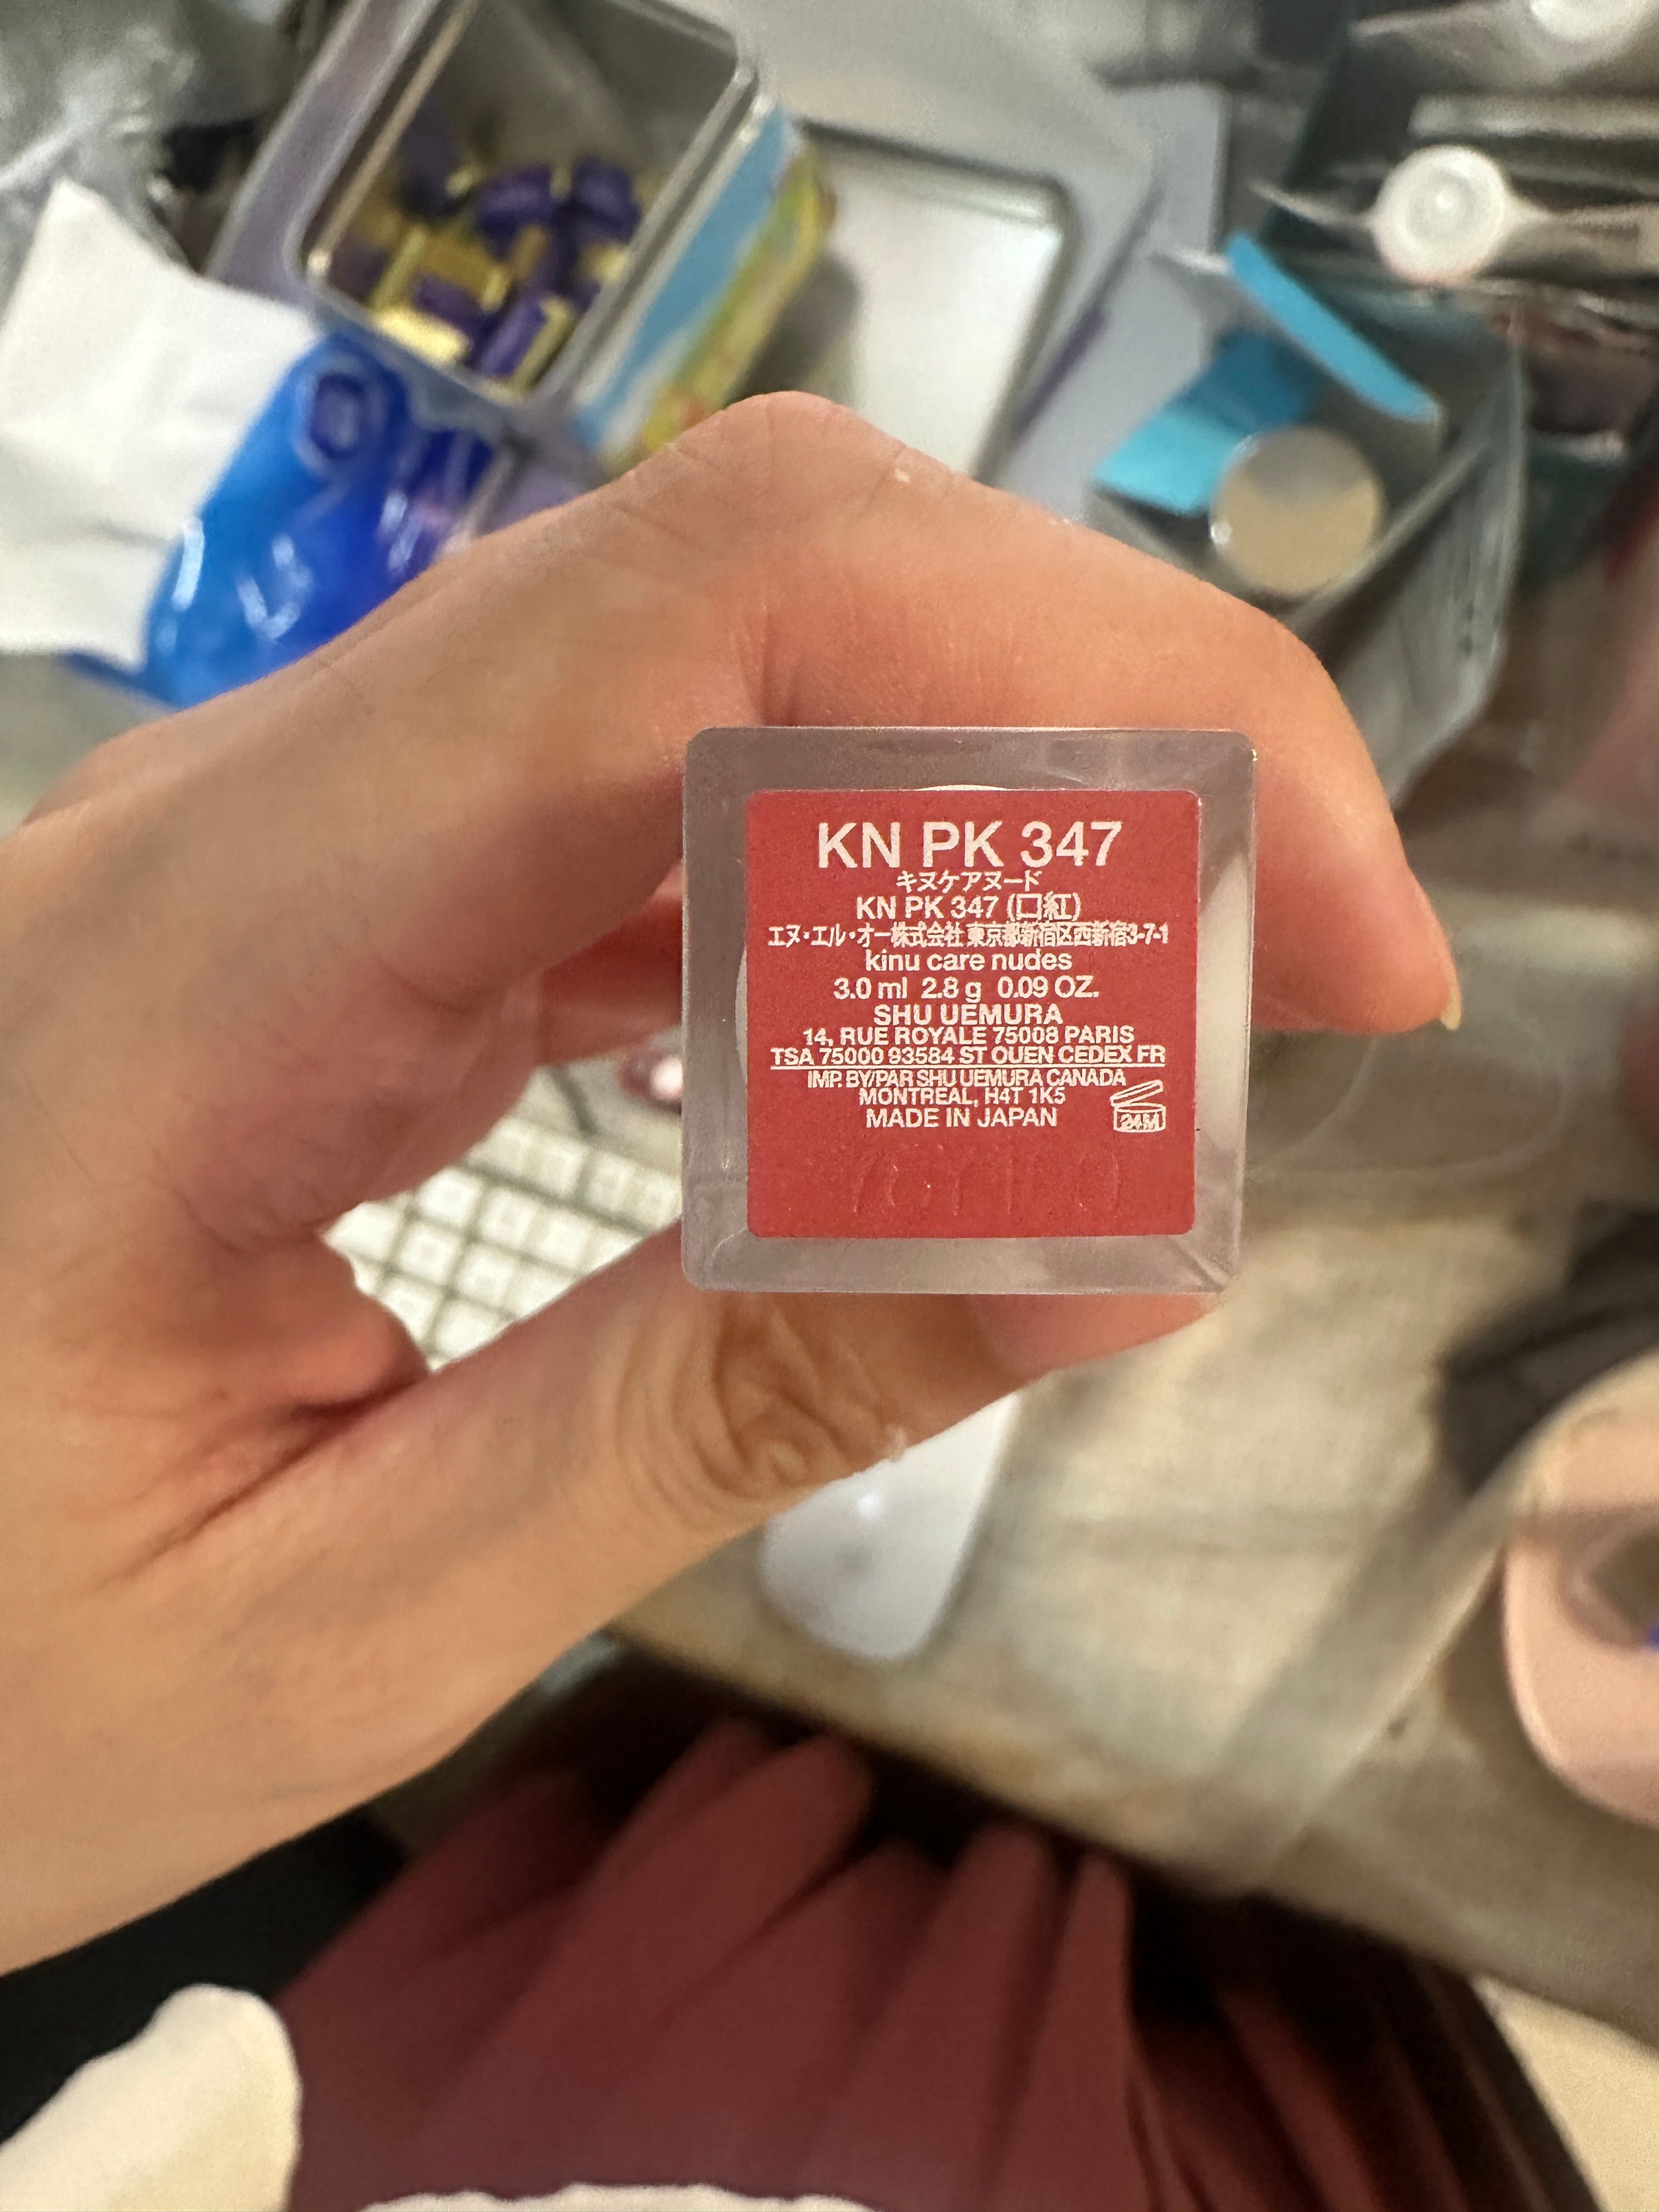 KN PK 347
キヌケアヌード
KN PK 347 (口紅)
エヌ・エル・オー株式会社 東京都新宿区西新宿3-7-1
kinu care nudes
3.0 ml 2.8 g 0.09 OZ.
SHU UEMURA
14, RUE ROYALE 75008 PARIS
TSA 75000 93584 ST OUEN CEDEX FR
IMP. BY/PAR SHU UEMURA CANADA
MONTREAL, H4T 1K5
MADE IN JAPAN
24M